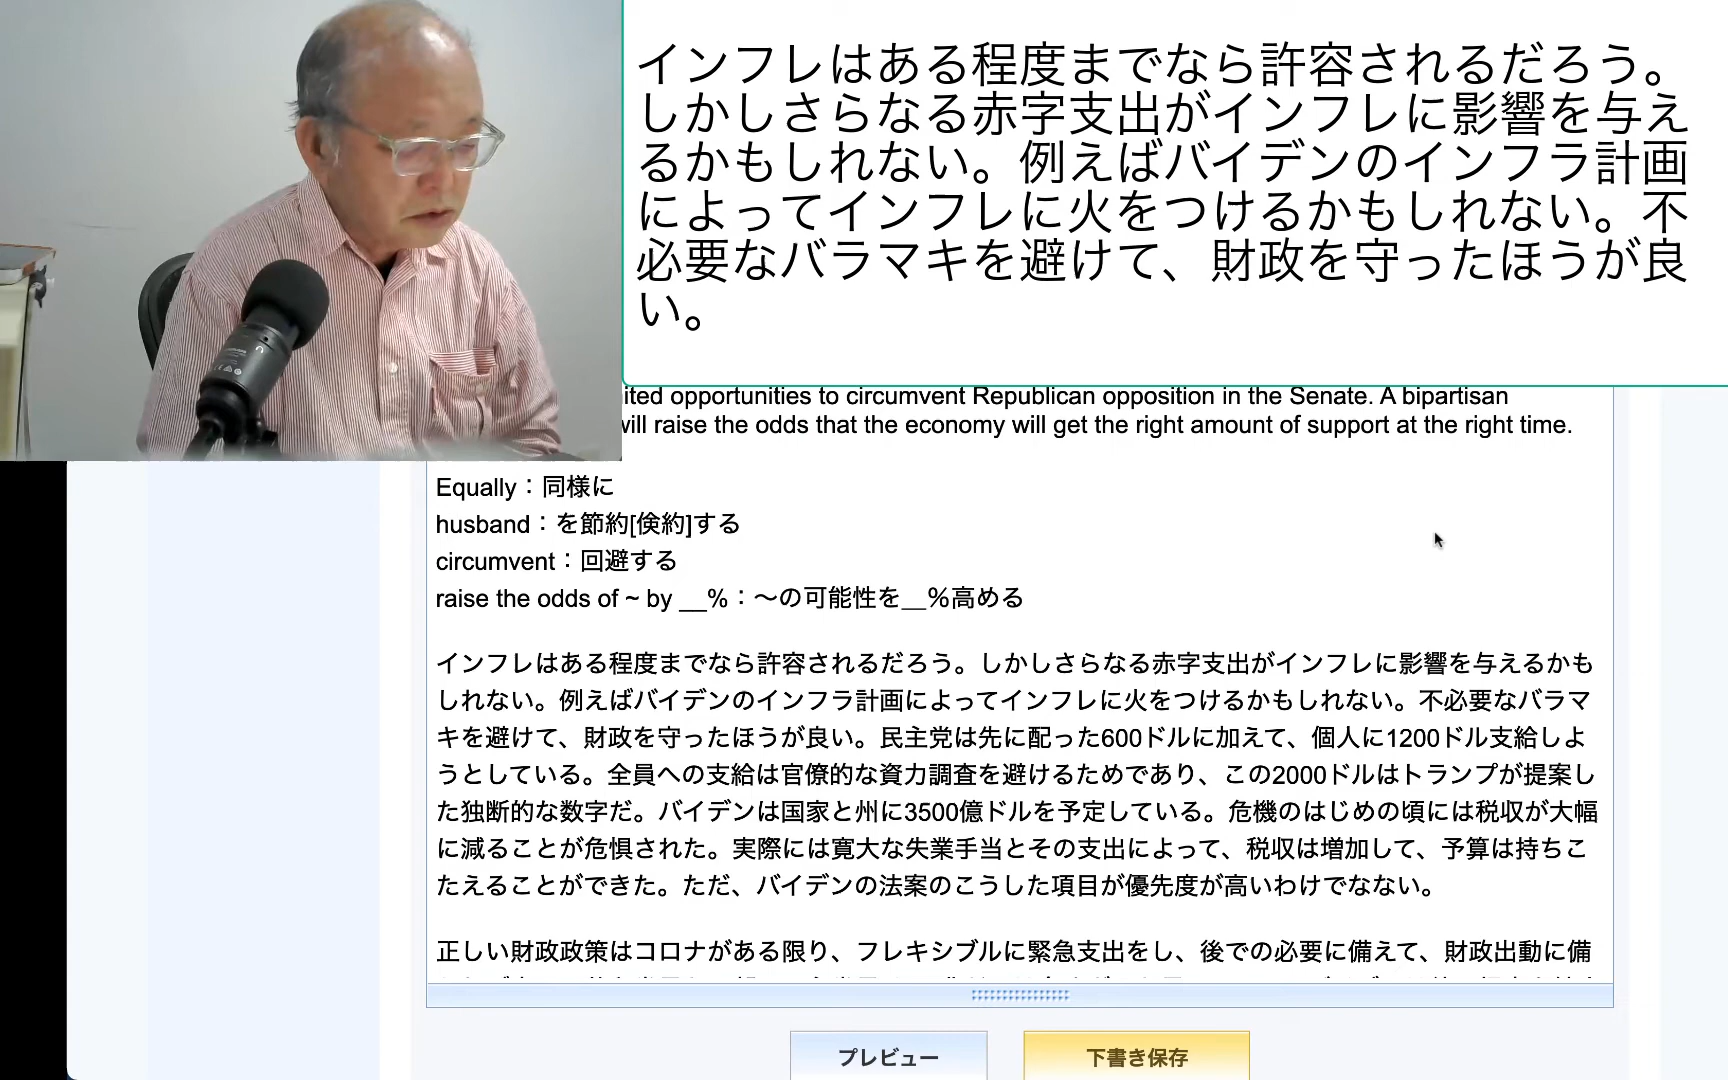 インフレはある程度までなら許容されるだろう。
しかしさらなる赤字支出がインフレに影響を与え
るかもしれない。例えばバイデンのインフラ計画
によってインフレに火をつけるかもしれない。不
必要なバラマキを避けて、財政を守ったほうが良
い。
ited opportunities to circumvent Republican opposition in the Senate. A bipartisan
will raise the odds that the economy will get the right amount of support at the right time.
Equally：同様に
husband：を節約[倹約]する
circumvent：回避する
raise the odds of ~ by __%：〜の可能性を__%高める
インフレはある程度までなら許容されるだろう。しかしさらなる赤字支出がインフレに影響を与えるかも
しれない。例えばバイデンのインフラ計画によってインフレに火をつけるかもしれない。不必要なバラマ
キを避けて、財政を守ったほうが良い。民主党は先に配った600ドルに加えて、個人に1200ドル支給しよ
うとしている。全員への支給は官僚的な資力調査を避けるためであり、この2000ドルはトランプが提案し
た独断的な数字だ。バイデンは国家と州に3500億ドルを予定している。危機のはじめの頃には税収が大幅
に減ることが危惧された。実際には寛大な失業手当とその支出によって、税収は増加して、予算は持ちこ
たえることができた。ただ、バイデンの法案のこうした項目が優先度が高いわけでなない。
正しい財政政策はコロナがある限り、フレキシブルに緊急支出をし、後での必要に備えて、財政出動に備
プレビュー
下書き保存